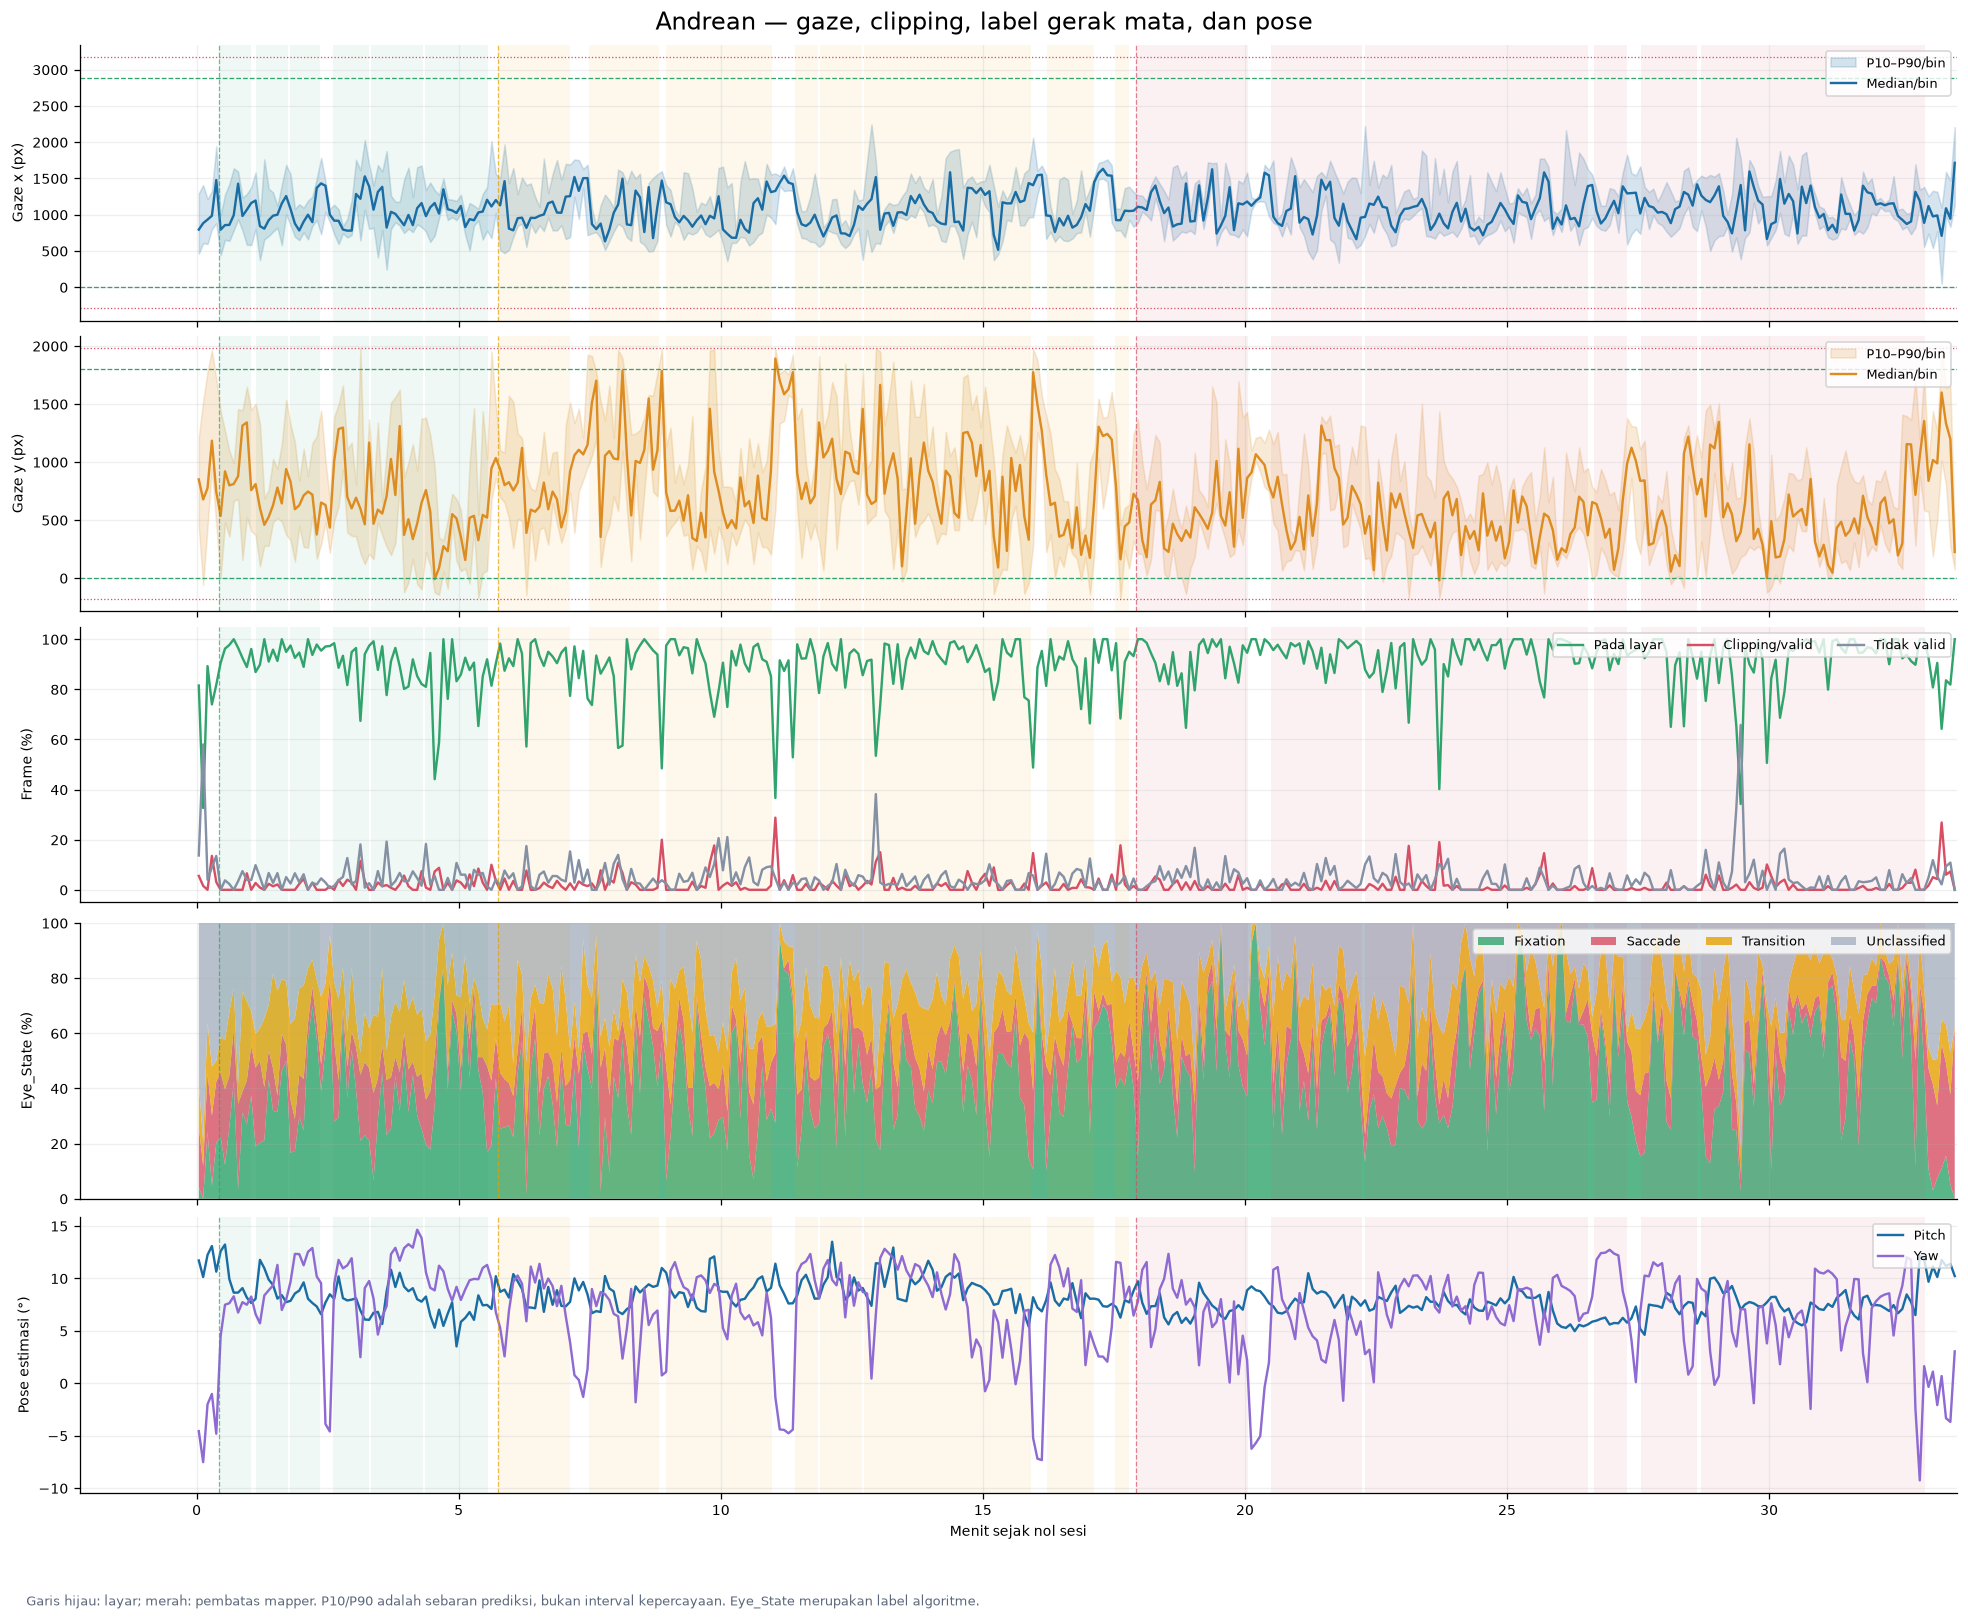 Andrean — gaze, clipping, label gerak mata, dan pose
Gaze x (px)
3000
2500
2000
1500
1000
500
0
P10–P90/bin
Median/bin
Gaze y (px)
2000
1500
1000
500
0
P10–P90/bin
Median/bin
Frame (%)
100
80
60
40
20
0
Pada layar
Clipping/valid
Tidak valid
Eye_State (%)
100
80
60
40
20
0
Fixation
Saccade
Transition
Unclassified
Pose estimasi (°)
15
10
5
0
−5
−10
Pitch
Yaw
0 5 10 15 20 25 30
Menit sejak nol sesi
Garis hijau: layar; merah: pembatas mapper. P10/P90 adalah sebaran prediksi, bukan interval kepercayaan. Eye_State merupakan label algoritme.